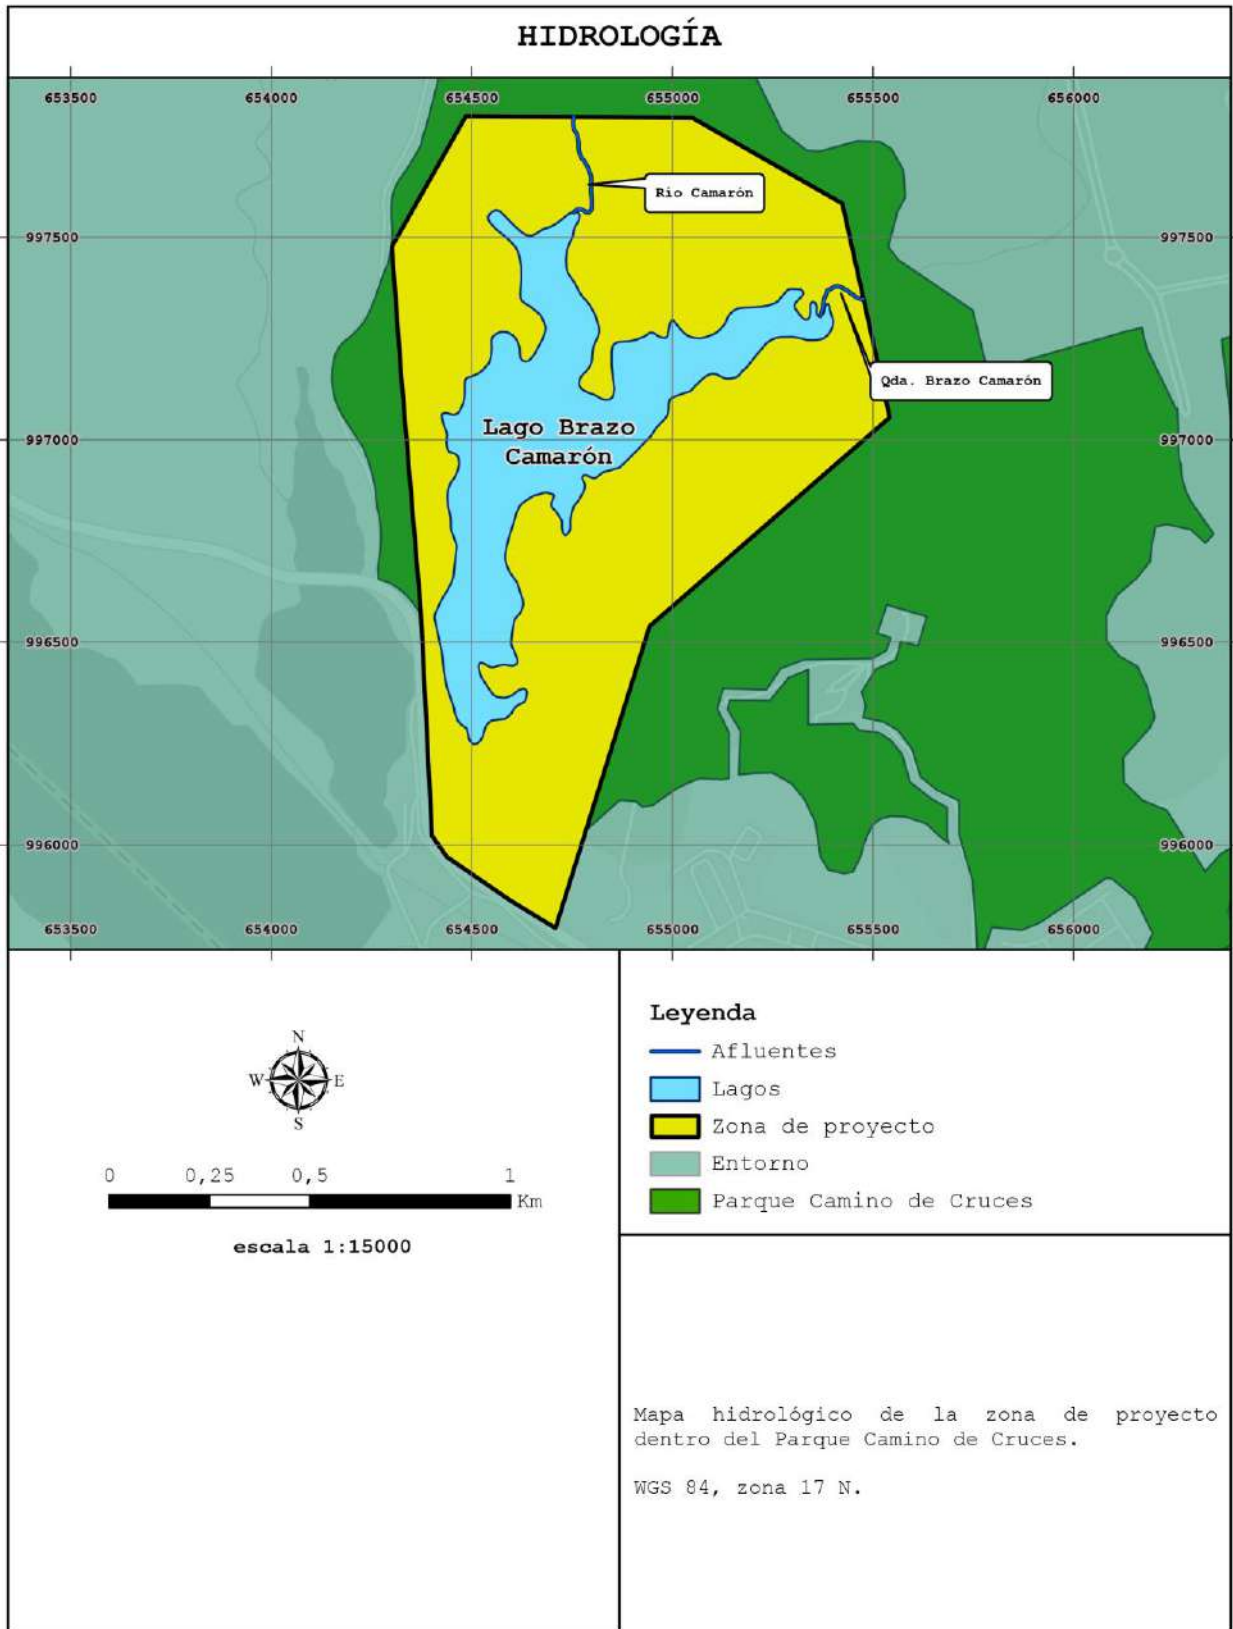 HIDROLOGÍA
653500 654000 654500 655000 655500 656000
Río Camarón
997500 997500
Qda. Brazo Camarón
Lago Brazo
Camarón
997000 997000
996500 996500
996000 996000
653500 654000 654500 655000 655500 656000
N
W E
S
0 0,25 0,5 1
Km
escala 1:15000
Leyenda
Afluentes
Lagos
Zona de proyecto
Entorno
Parque Camino de Cruces
Mapa hidrológico de la zona de proyecto
dentro del Parque Camino de Cruces.
WGS 84, zona 17 N.